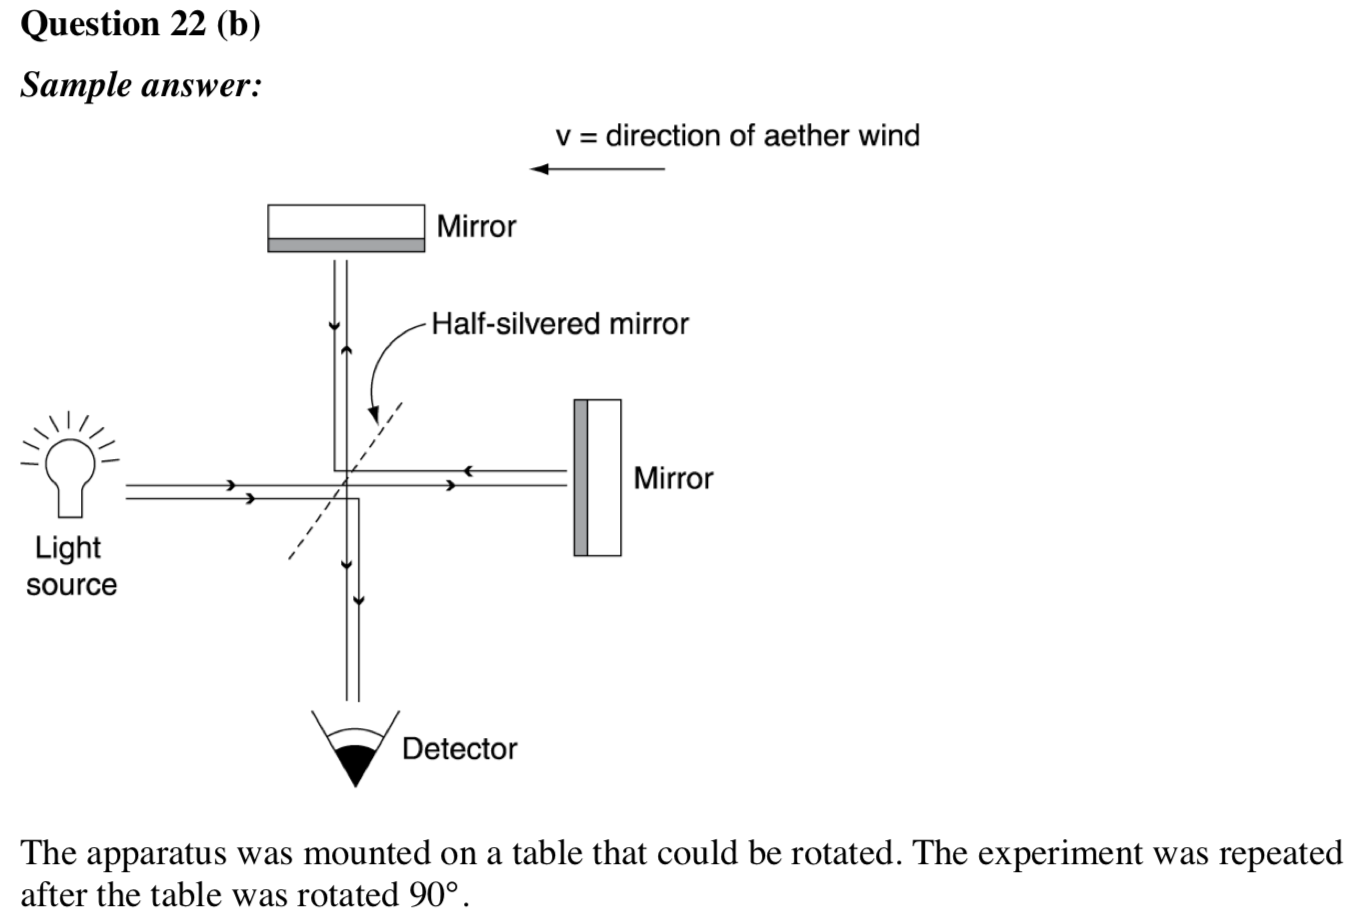 Question 22 (b)
Sample answer:
v = direction of aether wind
Mirror
Half-silvered mirror
Mirror
Light
source
Detector
The apparatus was mounted on a table that could be rotated. The experiment was repeated
after the table was rotated 90°.